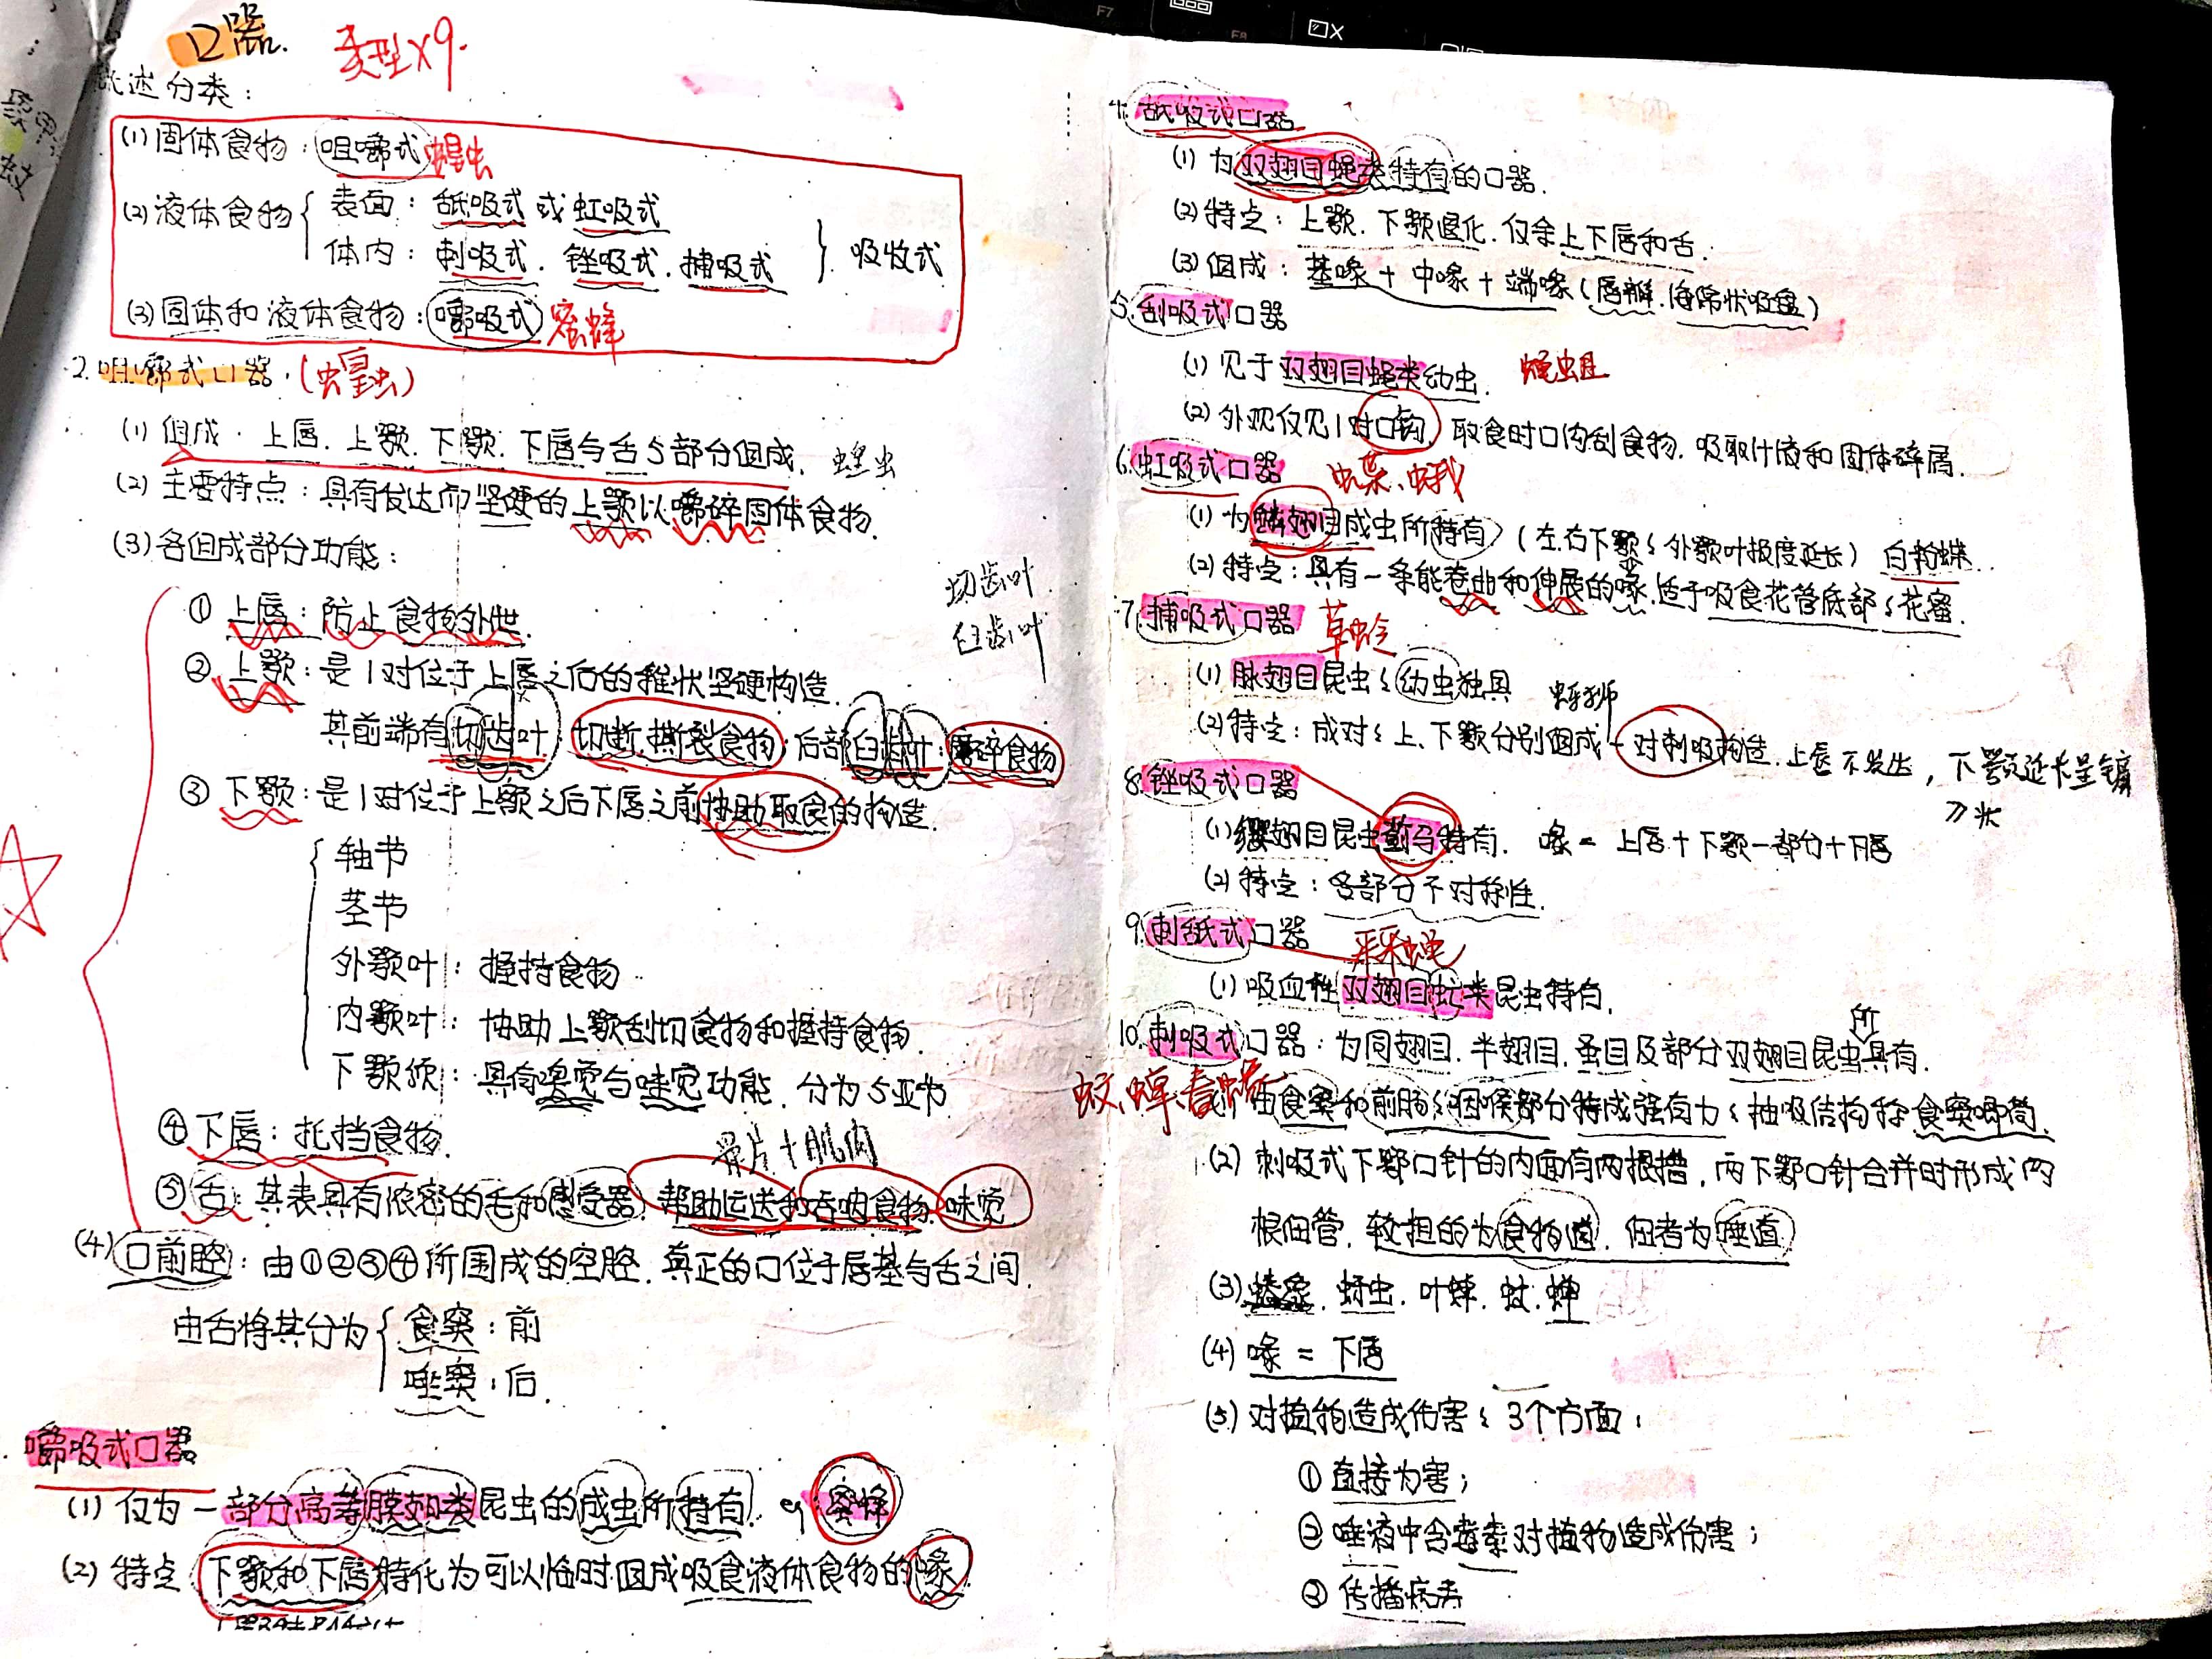 口器.
类型×9.
概述分类:
(1) 固体食物: 咀嚼式 蝗虫
(2) 液体食物 { 表面: 舐吸式 或 虹吸式
体内: 刺吸式. 锉吸式. 捕吸式 } 吸收式
(3) 固体和液体食物: 嚼吸式 蜜蜂
2. 咀嚼式口器. (蝗虫)
(1) 组成. 上唇. 上颚. 下颚. 下唇与舌5部分组成. 蝗虫
(2) 主要特点: 具有发达而坚硬的上颚以嚼碎固体食物.
(3) 各组成部分功能:
切齿叶
臼齿叶
① 上唇: 防止食物外泄.
② 上颚: 是1对位于上唇之后的锥状坚硬构造.
其前端有切齿叶: 切断.撕裂食物 后部臼齿叶: 磨碎食物
③ 下颚: 是1对位于上颚之后下唇之前协助取食的构造.
轴节
茎节
外颚叶: 握持食物
内颚叶: 协助上颚刮切食物和握持食物.
下颚须: 具有嗅觉与味觉功能. 分为5亚节
④ 下唇: 托挡食物.
骨片+肌肉
⑤ 舌: 其表具有浓密的毛和感受器. 帮助运送和吞咽食物. 味觉
(4) 口前腔: 由①②③④所围成的空腔. 真正的口位于唇基与舌之间.
由舌将其分为 { 食窦: 前
唾窦: 后.
嚼吸式口器
(1) 仅为一部分高等膜翅类昆虫的成虫所特有. eg: 蜜蜂
(2) 特点 下颚和下唇特化为可以临时组成吸食液体食物的喙
4. 舐吸式口器
(1) 为双翅目蝇类特有的口器.
(2) 特点: 上颚. 下颚退化. 仅余上下唇和舌.
(3) 组成: 基喙 + 中喙 + 端喙 (唇瓣. 海绵状吸盘)
5. 刮吸式口器
(1) 见于双翅目蝇类幼虫. 蝇蛆
(2) 外观仅见1对口钩. 取食时口沟刮食物. 吸取汁液和固体碎屑.
6. 虹吸式口器 蝶、蛾
(1) 为鳞翅目成虫所特有 (左.右下颚ξ外颚叶极度延长) 白粉蝶
(2) 特点: 具有一条能卷曲和伸展的喙. 适于吸食花管底部ξ花蜜.
7. 捕吸式口器 草蛉
(1) 脉翅目昆虫ξ幼虫独具 蚜狮
(2) 特点: 成对ξ上、下颚分别组成一对刺吸构造. 上唇不发达, 下颚延长呈镰刀状
8. 锉吸式口器
(1) 缨翅目昆虫蓟马特有. 喙 = 上唇+下颚一部分+下唇
(2) 特点: 各部分不对称性.
9. 刺舐式口器 采采蝇
(1) 吸血性双翅目虻类昆虫特有.
10. 刺吸式口器: 为同翅目. 半翅目. 蚤目及部分双翅目昆虫所具有.
蚊、蝉、椿蟓
(1) 由食窦和前肠ξ咽喉部分特成强有力ξ抽吸结构称食窦唧筒.
(2) 刺吸式下颚口针的内面有两根槽, 两下颚口针合并时形成两
根细管. 较粗的为食物道. 细者为唾道
(3) 蝽象. 蚜虫. 叶蝉. 蚊. 蝉
(4) 喙 = 下唇
(5) 对植物造成伤害ξ 3个方面:
① 直接为害;
② 唾液中含毒素对植物造成伤害;
③ 传播病毒